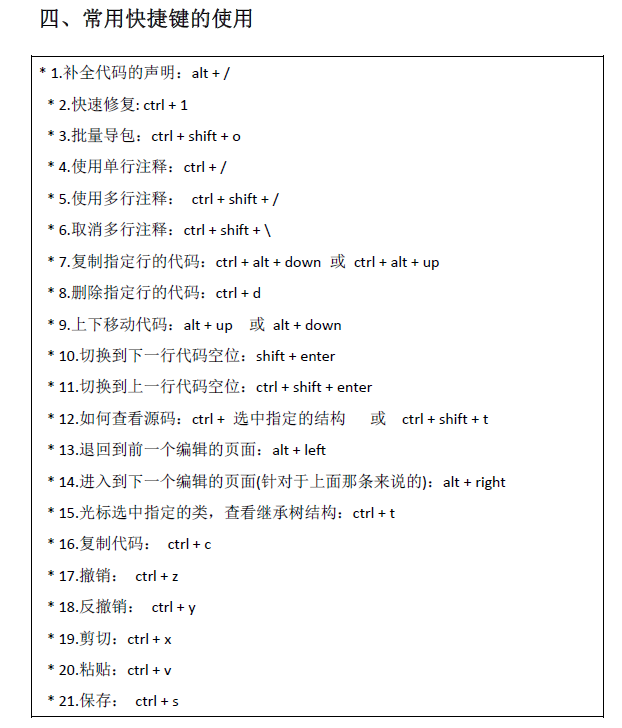 四、常用快捷键的使用
* 1.补全代码的声明：alt + /
* 2.快速修复: ctrl + 1
* 3.批量导包：ctrl + shift + o
* 4.使用单行注释：ctrl + /
* 5.使用多行注释： ctrl + shift + /
* 6.取消多行注释：ctrl + shift + \
* 7.复制指定行的代码：ctrl + alt + down 或 ctrl + alt + up
* 8.删除指定行的代码：ctrl + d
* 9.上下移动代码：alt + up 或 alt + down
* 10.切换到下一行代码空位：shift + enter
* 11.切换到上一行代码空位：ctrl + shift + enter
* 12.如何查看源码：ctrl + 选中指定的结构 或 ctrl + shift + t
* 13.退回到前一个编辑的页面：alt + left
* 14.进入到下一个编辑的页面(针对于上面那条来说的)：alt + right
* 15.光标选中指定的类，查看继承树结构：ctrl + t
* 16.复制代码： ctrl + c
* 17.撤销： ctrl + z
* 18.反撤销： ctrl + y
* 19.剪切：ctrl + x
* 20.粘贴：ctrl + v
* 21.保存： ctrl + s